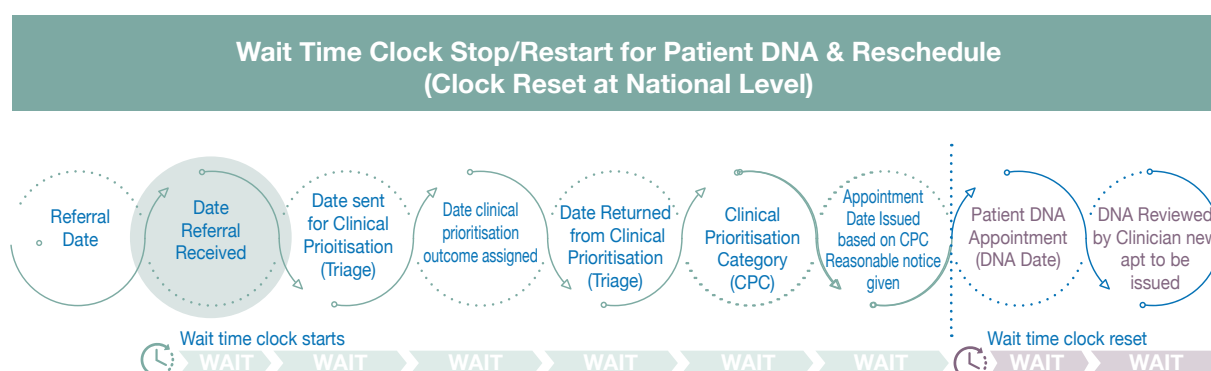 Wait Time Clock Stop/Restart for Patient DNA & Reschedule
(Clock Reset at National Level)
Referral
Date
Date
Referral
Received
Date sent
for Clinical
Prioitisation
(Triage)
Date clinical
prioritisation
outcome assigned
Date Returned
from Clinical
Prioritisation
(Triage)
Clinical
Prioritisation
Category
(CPC)
Appointment
Date Issued
based on CPC
Reasonable notice
given
Patient DNA
Appointment
(DNA Date)
DNA Reviewed
by Clinician new
apt to be
issued
Wait time clock starts
Wait time clock reset
WAIT
WAIT
WAIT
WAIT
WAIT
WAIT
WAIT
WAIT